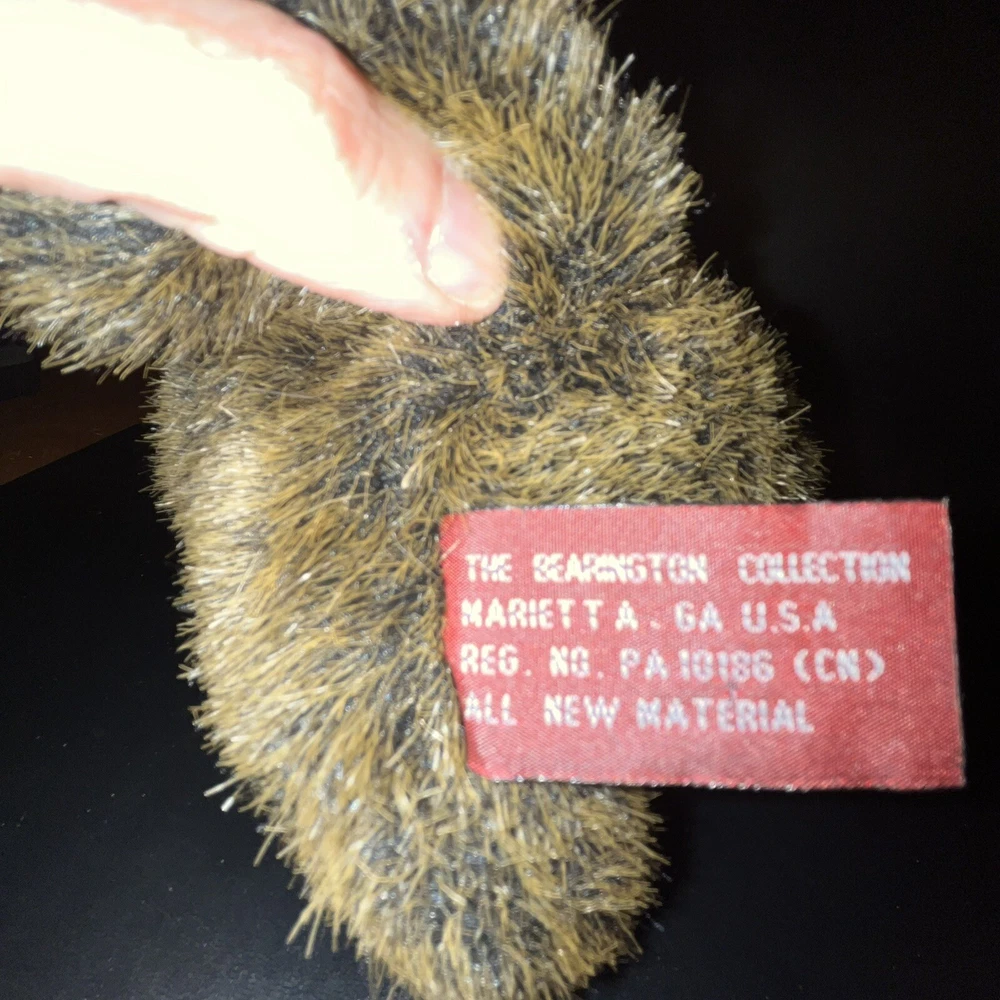 THE BEARINGTON COLLECTION
MARIETTA. GA U.S.A
REG. NO. PA 10186 (CN)
ALL NEW MATERIAL